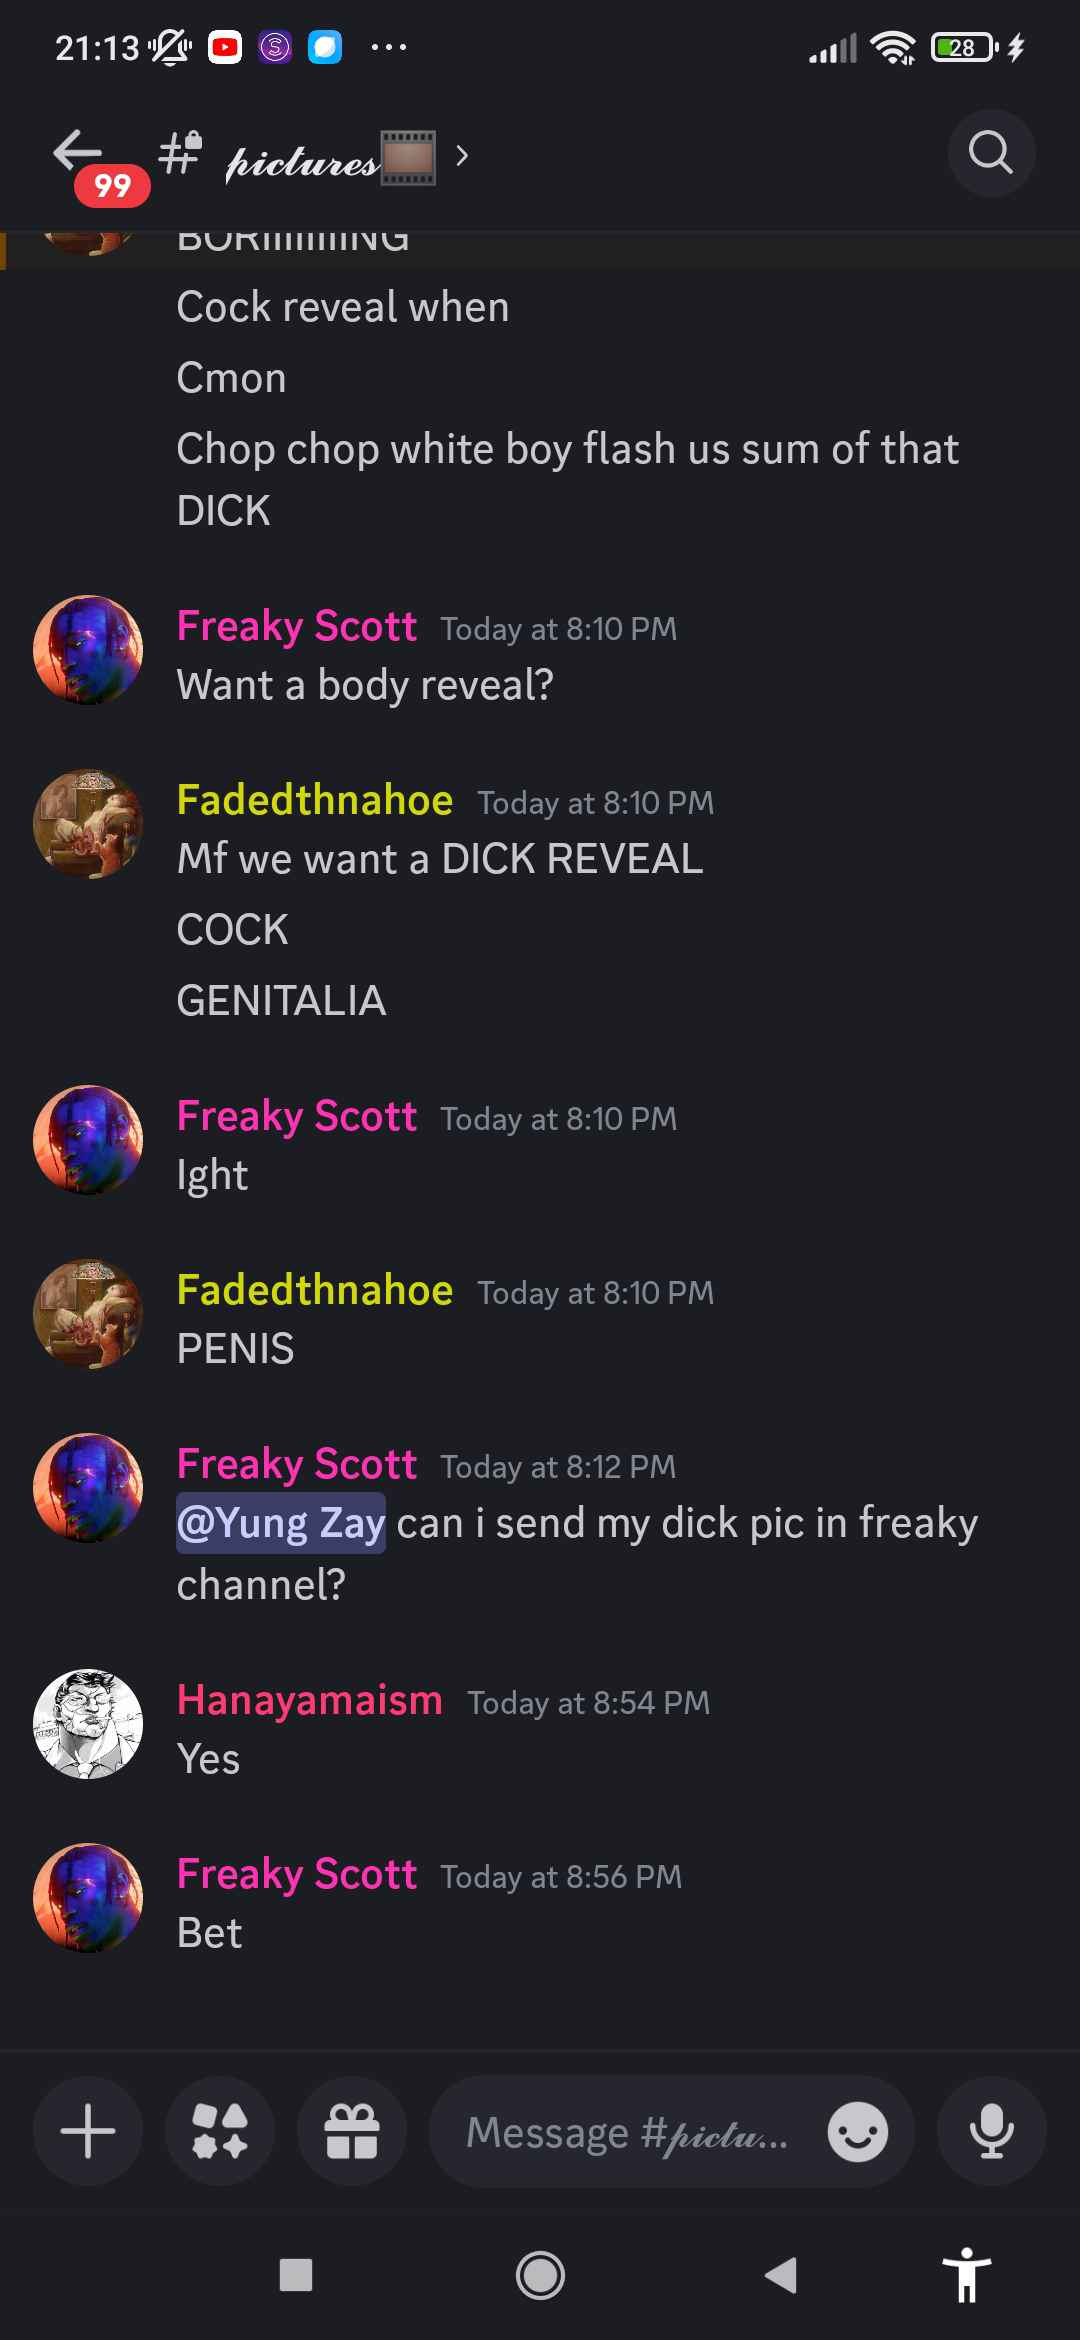 21:13
28
99
pictures
BORIIIIIIIING
Cock reveal when
Cmon
Chop chop white boy flash us sum of that
DICK
Freaky Scott Today at 8:10 PM
Want a body reveal?
Fadedthnahoe Today at 8:10 PM
Mf we want a DICK REVEAL
COCK
GENITALIA
Freaky Scott Today at 8:10 PM
Ight
Fadedthnahoe Today at 8:10 PM
PENIS
Freaky Scott Today at 8:12 PM
@Yung Zay can i send my dick pic in freaky
channel?
Hanayamaism Today at 8:54 PM
Yes
Freaky Scott Today at 8:56 PM
Bet
Message #pictu...